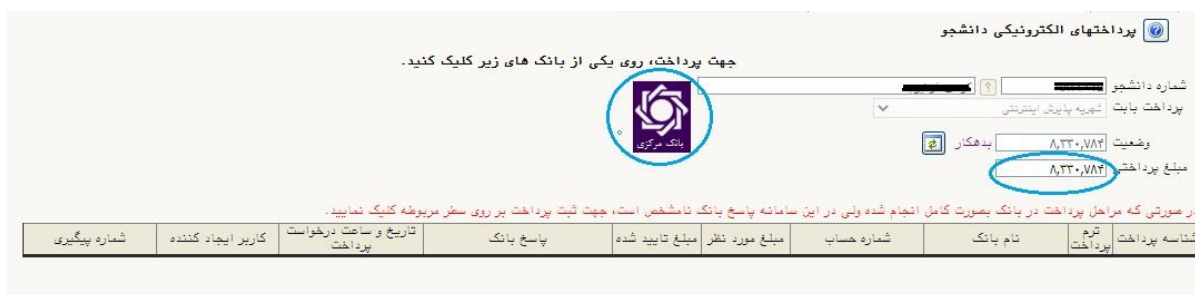 پرداختهای الکترونیکی دانشجو
جهت پرداخت، روی یکی از بانک های زیر کلیک کنید.
شماره دانشجو
پرداخت بابت شهریه پذیرش اینترنتی
بانک مرکزی
وضعیت ۸,۳۳۰,۷۸۴ بدهکار
مبلغ پرداختی ۸,۳۳۰,۷۸۴
در صورتی که مراحل پرداخت در بانک بصورت کامل انجام شده ولی در این سامانه پاسخ بانک نامشخص است، جهت ثبت پرداخت بر روی سطر مربوطه کلیک نمایید.
شناسه پرداخت ترم پرداخت نام بانک شماره حساب مبلغ مورد نظر مبلغ تایید شده پاسخ بانک تاریخ و ساعت درخواست پرداخت کاربر ایجاد کننده شماره پیگیری